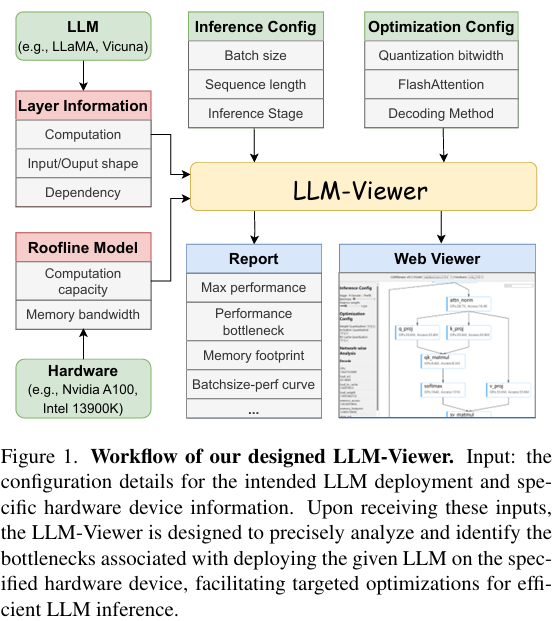 LLM
(e.g., LLaMA, Vicuna)
Layer Information
Computation
Input/Ouput shape
Dependency
Roofline Model
Computation
capacity
Memory bandwidth
Hardware
(e.g., Nvidia A100,
Intel 13900K)
Inference Config
Batch size
Sequence length
Inference Stage
Optimization Config
Quantization bitwidth
FlashAttention
Decoding Method
LLM-Viewer
Report
Max performance
Performance
bottleneck
Memory footprint
Batchsize-perf curve
...
Web Viewer
Inference Config
Optimization
Config
Network-wise
Analysis
attn_norm
q_proj
k_proj
qk_matmul
softmax
v_proj
sv_matmul
Figure 1. Workflow of our designed LLM-Viewer. Input: the
configuration details for the intended LLM deployment and spe-
cific hardware device information. Upon receiving these inputs,
the LLM-Viewer is designed to precisely analyze and identify the
bottlenecks associated with deploying the given LLM on the spec-
ified hardware device, facilitating targeted optimizations for effi-
cient LLM inference.